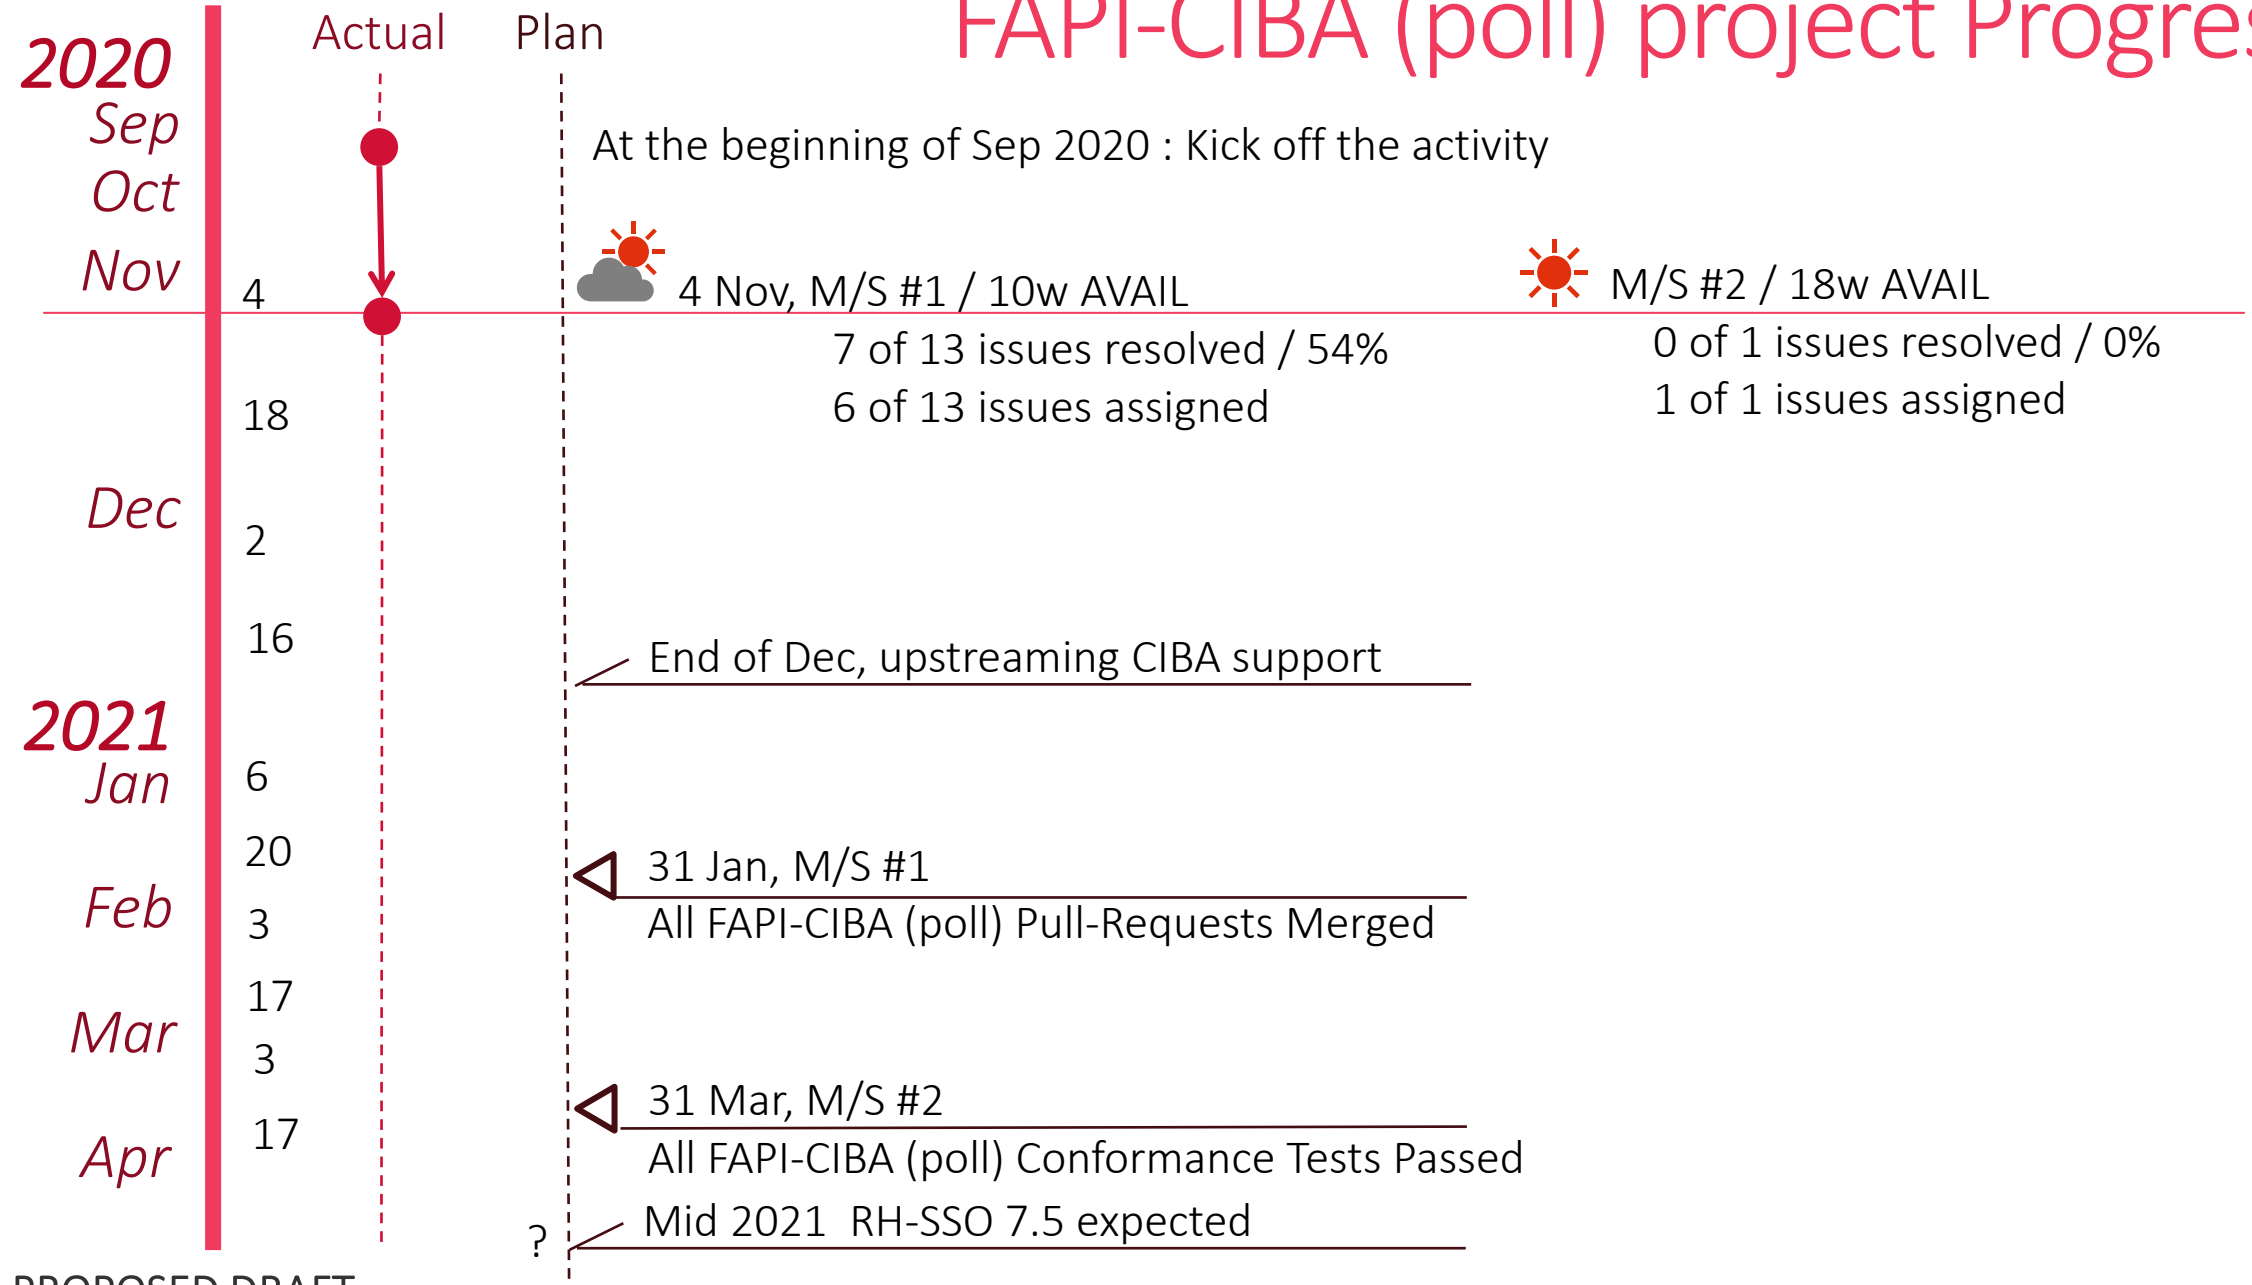 FAPI-CIBA (poll) project Progres
Actual
Plan
2020
Sep
At the beginning of Sep 2020 : Kick off the activity
Oct
Nov
4
4 Nov, M/S #1 / 10w AVAIL
7 of 13 issues resolved / 54%
6 of 13 issues assigned
M/S #2 / 18w AVAIL
0 of 1 issues resolved / 0%
1 of 1 issues assigned
18
Dec
2
16
End of Dec, upstreaming CIBA support
2021
Jan
6
20
31 Jan, M/S #1
All FAPI-CIBA (poll) Pull-Requests Merged
Feb
3
17
Mar
3
31 Mar, M/S #2
All FAPI-CIBA (poll) Conformance Tests Passed
17
Apr
?
Mid 2021 RH-SSO 7.5 expected
PROPOSED DRAFT